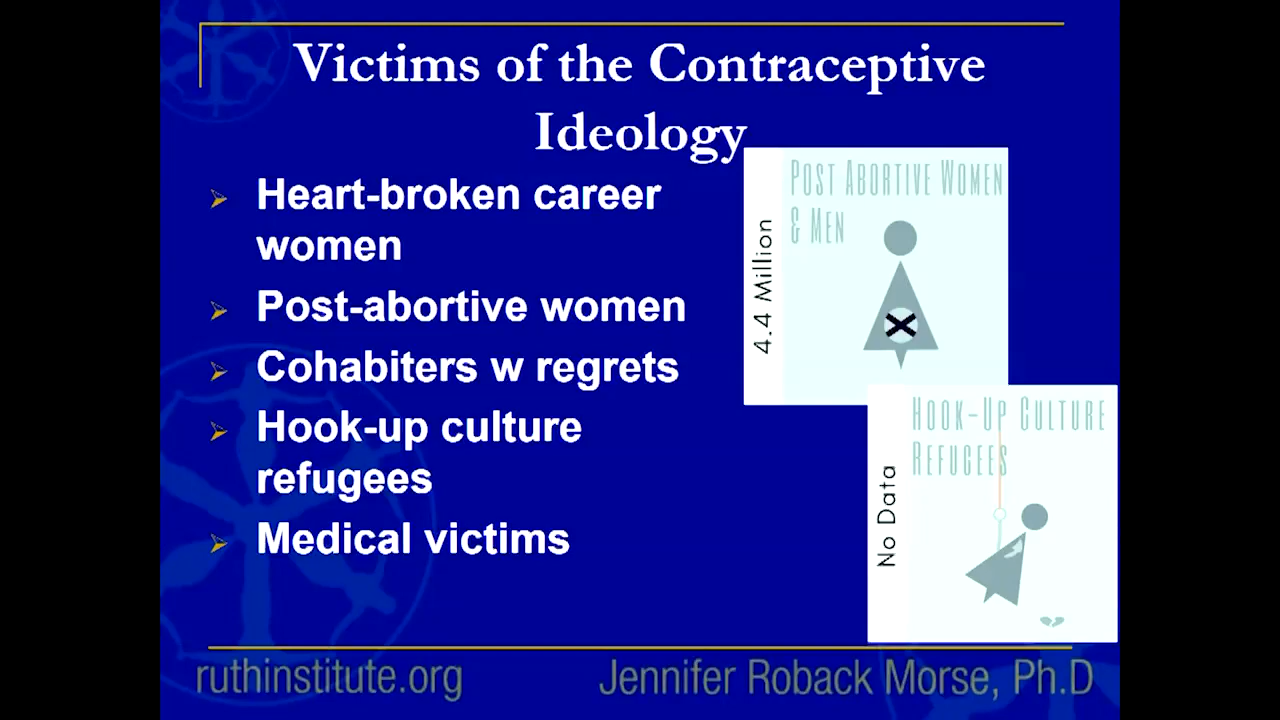 Victims of the Contraceptive
Ideology
Heart-broken career
women
Post-abortive women
Cohabiters w regrets
Hook-up culture
refugees
Medical victims
Post Abortive Women
& Men
4.4 Million
Hook-Up Culture
Refugees
No Data
ruthinstitute.org
Jennifer Roback Morse, Ph.D